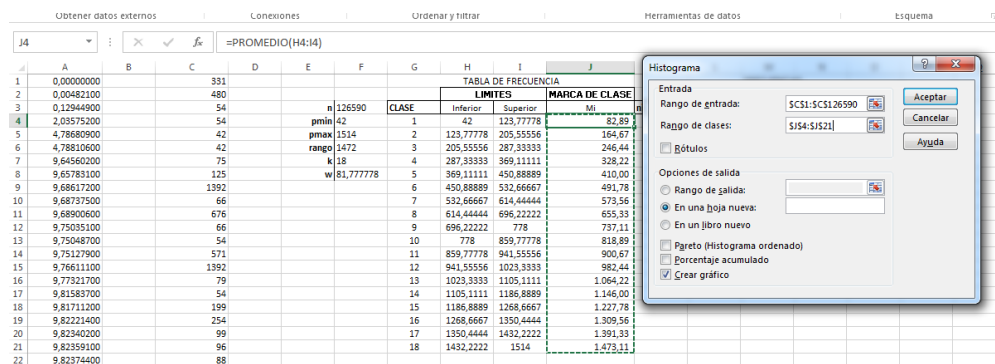 Obtener datos externos Conexiones Ordenar y filtrar Herramientas de datos Esquema
J4 fx =PROMEDIO(H4:I4)
A B C D E F G H I J
1 0,00000000 331 TABLA DE FRECUENCIA
2 0,00482100 480 LIMITES MARCA DE CLASE
3 0,12944900 54 n 126590 CLASE Inferior Superior Mi n
4 2,03575200 54 pmin 42 1 42 123,77778 82,89
5 4,78680900 42 pmax 1514 2 123,77778 205,55556 164,67
6 4,78810600 42 rango 1472 3 205,55556 287,33333 246,44
7 9,64560200 75 k 18 4 287,33333 369,11111 328,22
8 9,65783100 125 w 81,777778 5 369,11111 450,88889 410,00
9 9,68617200 1392 6 450,88889 532,66667 491,78
10 9,68737500 66 7 532,66667 614,44444 573,56
11 9,68900600 676 8 614,44444 696,22222 655,33
12 9,75035100 66 9 696,22222 778 737,11
13 9,75048700 54 10 778 859,77778 818,89
14 9,75127900 571 11 859,77778 941,55556 900,67
15 9,76611100 1392 12 941,55556 1023,3333 982,44
16 9,77321700 79 13 1023,3333 1105,1111 1.064,22
17 9,81583700 54 14 1105,1111 1186,8889 1.146,00
18 9,81711200 199 15 1186,8889 1268,6667 1.227,78
19 9,82221400 254 16 1268,6667 1350,4444 1.309,56
20 9,82340200 99 17 1350,4444 1432,2222 1.391,33
21 9,82359100 96 18 1432,2222 1514 1.473,11
22 9,82374400 88
Histograma
Entrada
Rango de entrada: $C$1:$C$126590
Rango de clases: $J$4:$J$21
Rótulos
Opciones de salida
Rango de salida:
En una hoja nueva:
En un libro nuevo
Pareto (Histograma ordenado)
Porcentaje acumulado
Crear gráfico
Aceptar
Cancelar
Ayuda